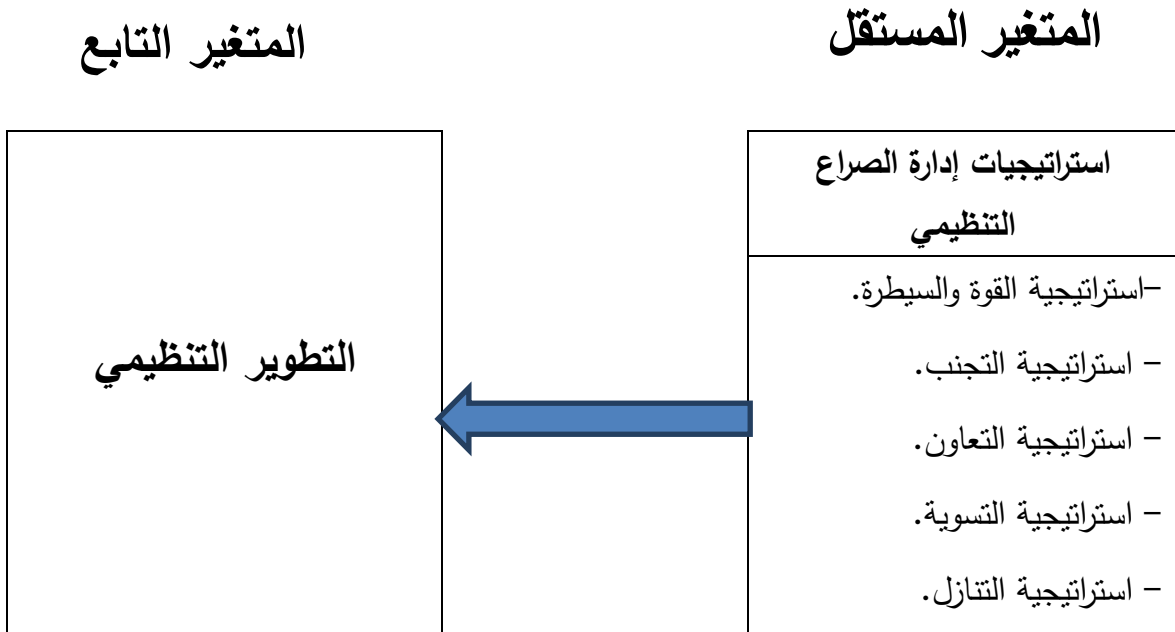 المتغير المستقل
المتغير التابع
استراتيجيات إدارة الصراع
التنظيمي
–استراتيجية القوة والسيطرة.
– استراتيجية التجنب.
– استراتيجية التعاون.
– استراتيجية التسوية.
– استراتيجية التنازل.
التطوير التنظيمي